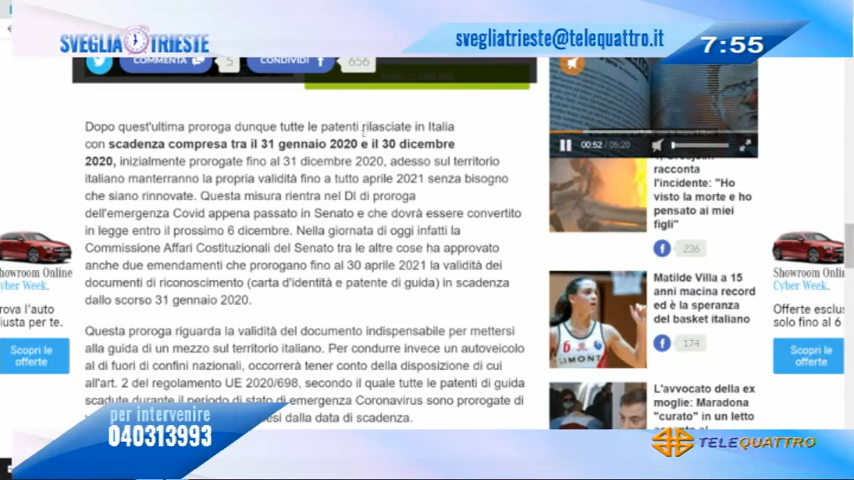 SVEGLIA TRIESTE
svegliatrieste@telequattro.it
7:55
COMMENTA
5
CONDIVIDI
656
Dopo quest'ultima proroga dunque tutte le patenti rilasciate in Italia
con scadenza compresa tra il 31 gennaio 2020 e il 30 dicembre
2020, inizialmente prorogate fino al 31 dicembre 2020, adesso sul territorio
italiano manterranno la propria validità fino a tutto aprile 2021 senza bisogno
che siano rinnovate. Questa misura rientra nel Dl di proroga
dell'emergenza Covid appena passato in Senato e che dovrà essere convertito
in legge entro il prossimo 6 dicembre. Nella giornata di oggi infatti la
Commissione Affari Costituzionali del Senato tra le altre cose ha approvato
anche due emendamenti che prorogano fino al 30 aprile 2021 la validità dei
documenti di riconoscimento (carta d'identità e patente di guida) in scadenza
dallo scorso 31 gennaio 2020.
Questa proroga riguarda la validità del documento indispensabile per mettersi
alla guida di un mezzo sul territorio italiano. Per condurre invece un autoveicolo
al di fuori di confini nazionali, occorrerà tener conto della disposizione di cui
all'art. 2 del regolamento UE 2020/698, secondo il quale tutte le patenti di guida
scadute durante il periodo di stato di emergenza Coronavirus sono prorogate di
esi dalla data di scadenza.
00:52 / 05:20
racconta
l'incidente: "Ho
visto la morte e ho
pensato ai miei
figli"
236
Matilde Villa a 15
anni macina record
ed è la speranza
del basket italiano
174
L'avvocato della ex
moglie: Maradona
"curato" in un letto
LIMONT
howroom Online
yber Week.
rova l'auto
iusta per te.
Scopri le
offerte
Showroom Online
Cyber Week.
Offerte esclus
solo fino al 6
Scopri le
offerte
per intervenire
040313993
TELEQUATTRO